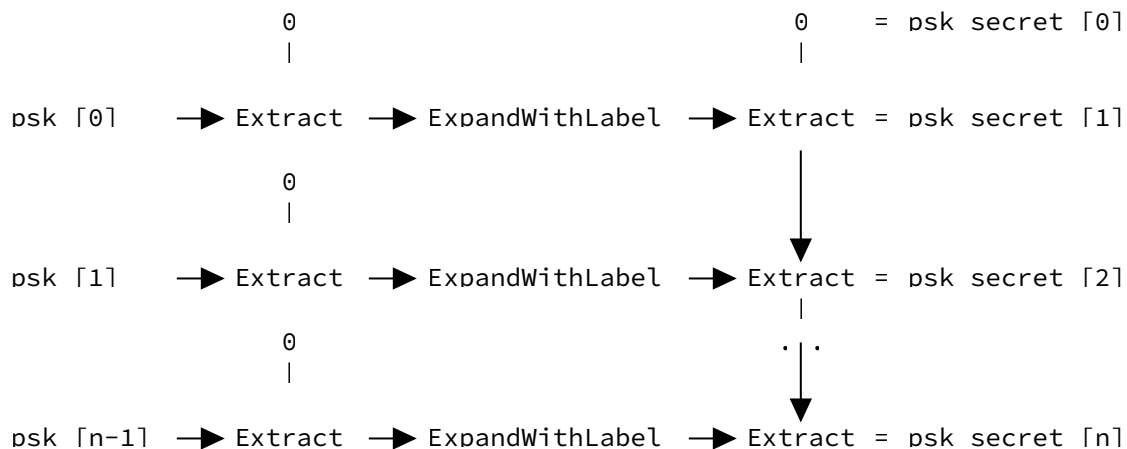 0 0 = psk_secret_[0]
psk_[0] Extract ExpandWithLabel Extract = psk_secret_[1]
0
psk_[1] Extract ExpandWithLabel Extract = psk_secret_[2]
0 ...
psk_[n-1] Extract ExpandWithLabel Extract = psk_secret_[n]